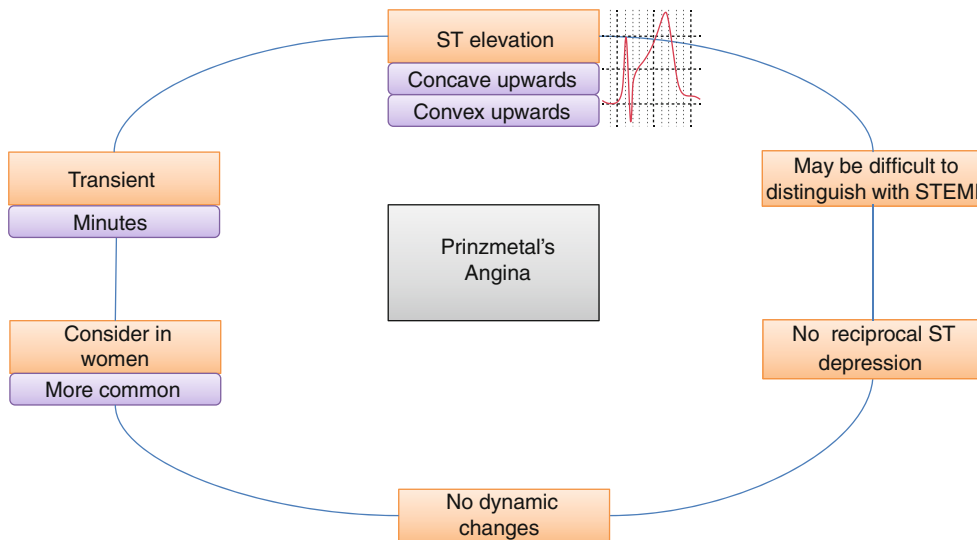 ST elevation
Concave upwards
Convex upwards
May be difficult to
distinguish with STEMI
No reciprocal ST
depression
No dynamic
changes
Consider in
women
More common
Transient
Minutes
Prinzmetal's
Angina